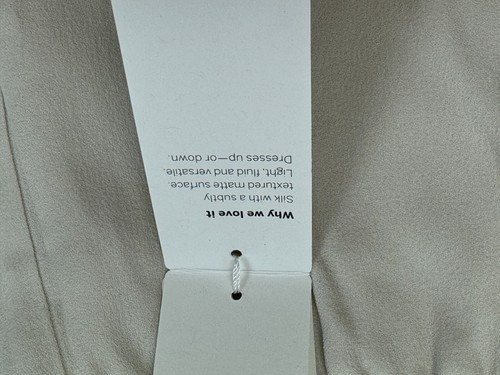 Why we love it
Silk with a subtly
textured matte surface.
Light, fluid and versatile.
Dresses up—or down.